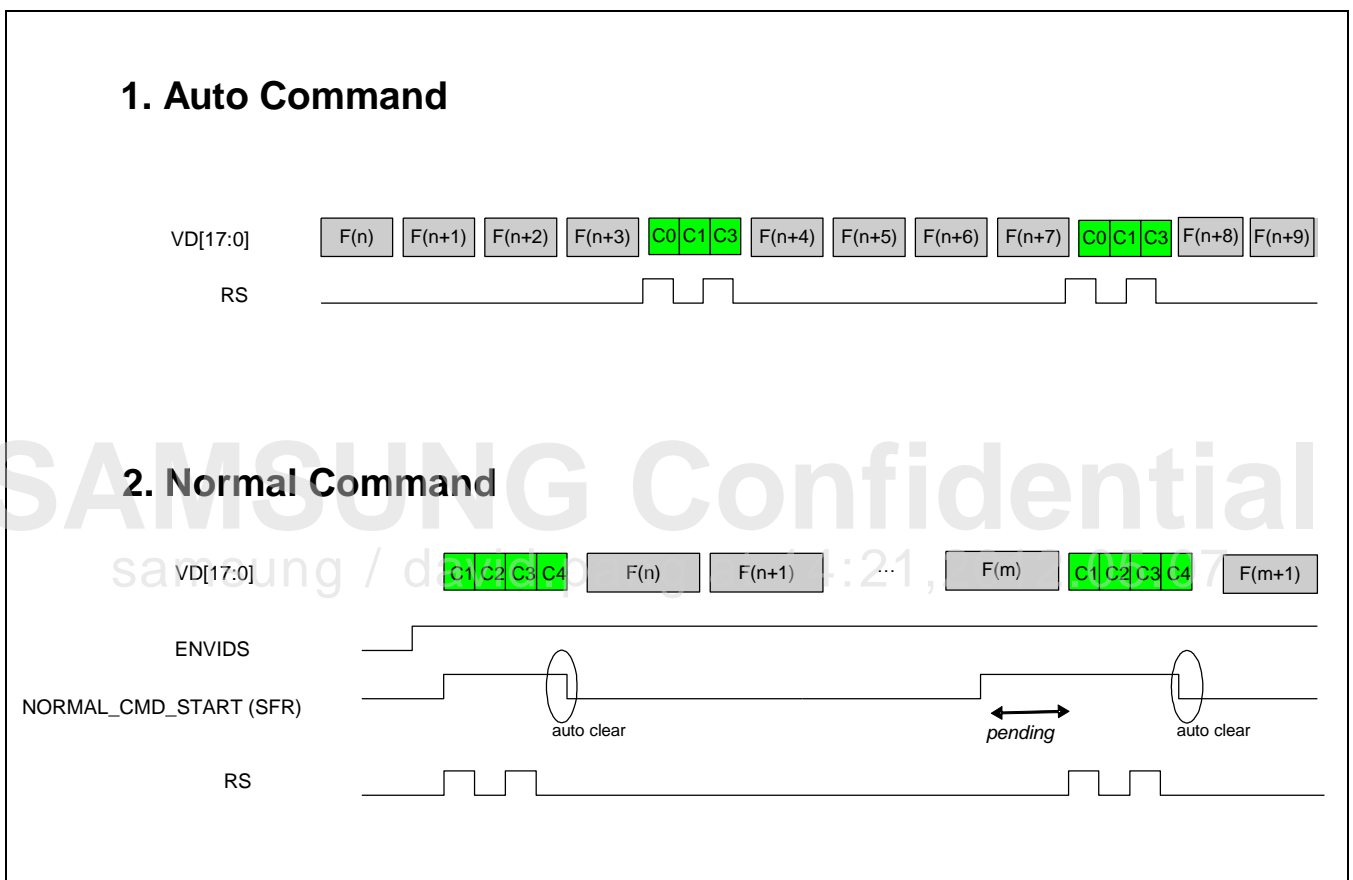 1. Auto Command
VD[17:0] F(n) F(n+1) F(n+2) F(n+3) C0 C1 C3 F(n+4) F(n+5) F(n+6) F(n+7) C0 C1 C3 F(n+8) F(n+9)
RS
SAMSUNG Confidential
2. Normal Command
samsung / david
VD[17:0] C1 C2 C3 C4 F(n) F(n+1) ... F(m) C1 C2 C3 C4 F(m+1)
ENVIDS
NORMAL_CMD_START (SFR)
auto clear pending auto clear
RS